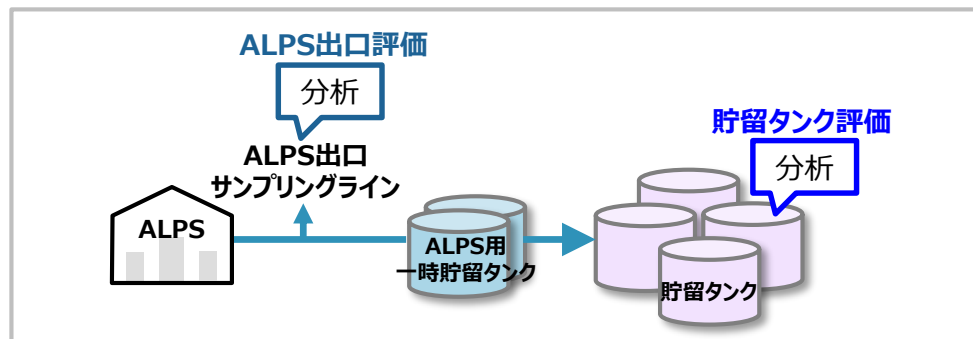 ALPS出口評価
分析
ALPS出口
サンプリングライン
貯留タンク評価
分析
ALPS
ALPS用
一時貯留タンク
貯留タンク